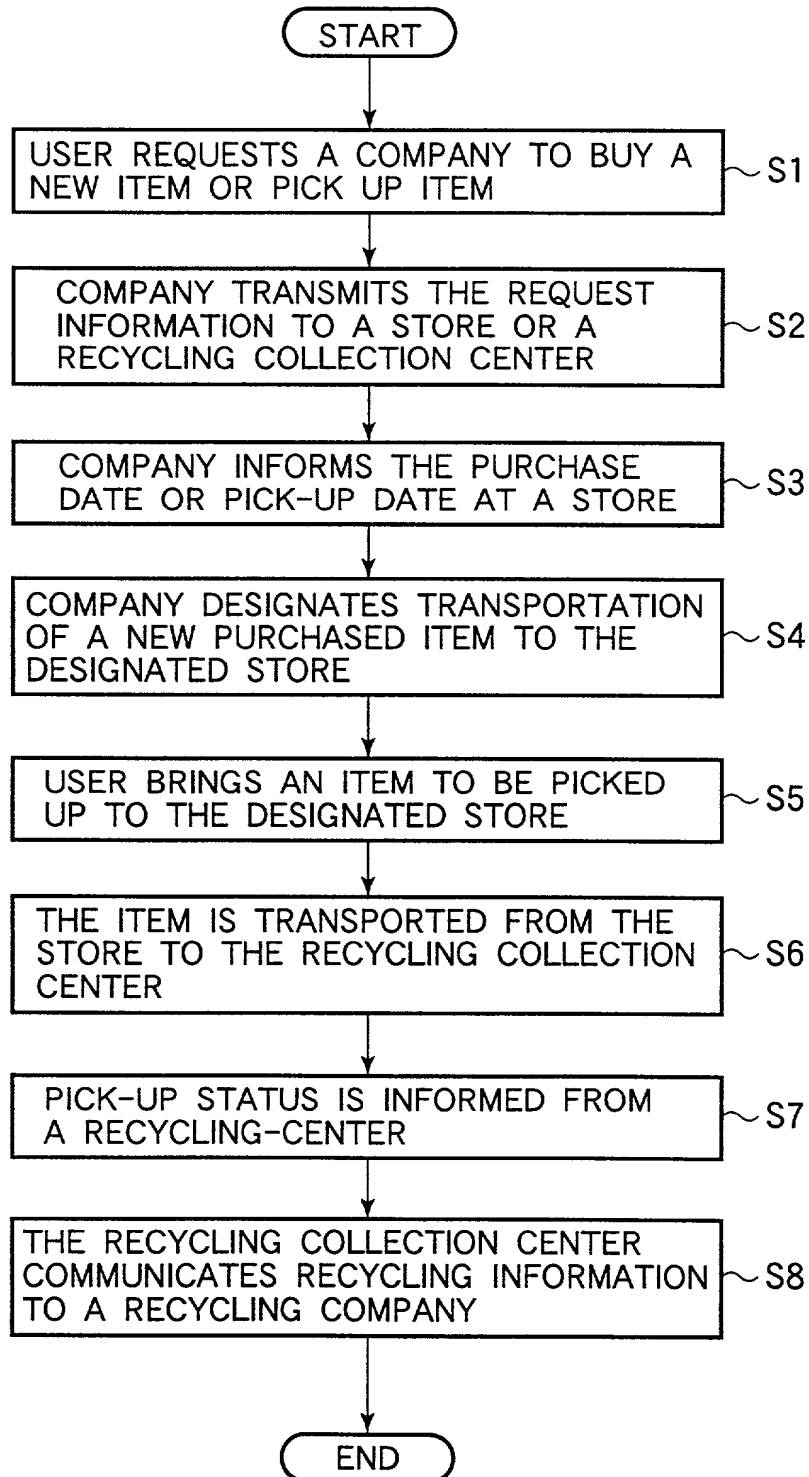 START
USER REQUESTS A COMPANY TO BUY A
NEW ITEM OR PICK UP ITEM
S1
COMPANY TRANSMITS THE REQUEST
INFORMATION TO A STORE OR A
RECYCLING COLLECTION CENTER
S2
COMPANY INFORMS THE PURCHASE
DATE OR PICK-UP DATE AT A STORE
S3
COMPANY DESIGNATES TRANSPORTATION
OF A NEW PURCHASED ITEM TO THE
DESIGNATED STORE
S4
USER BRINGS AN ITEM TO BE PICKED
UP TO THE DESIGNATED STORE
S5
THE ITEM IS TRANSPORTED FROM THE
STORE TO THE RECYCLING COLLECTION
CENTER
S6
PICK-UP STATUS IS INFORMED FROM
A RECYCLING-CENTER
S7
THE RECYCLING COLLECTION CENTER
COMMUNICATES RECYCLING INFORMATION
TO A RECYCLING COMPANY
S8
END